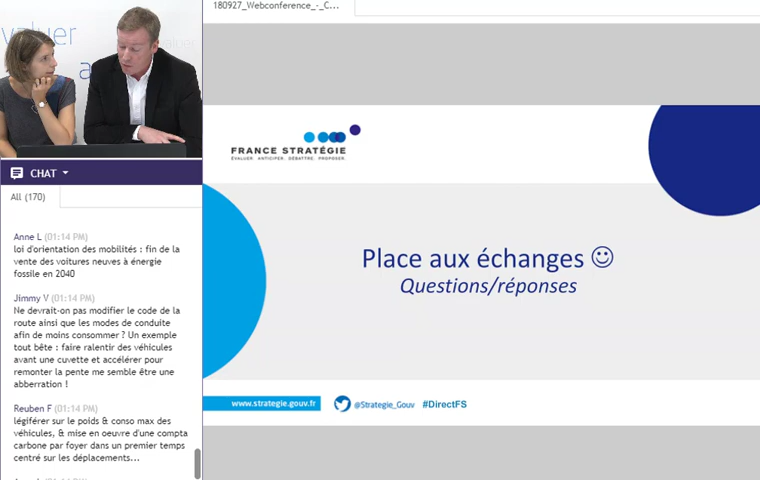 180927_Webconference_-_C...
évaluer
CHAT
All (170)
Anne L (01:14 PM)
loi d'orientation des mobilités : fin de la
vente des voitures neuves à énergie
fossile en 2040
Jimmy V (01:14 PM)
Ne devrait-on pas modifier le code de la
route ainsi que les modes de conduite
afin de moins consommer ? Un exemple
tout bête : faire ralentir des véhicules
avant une cuvette et accélérer pour
remonter la pente me semble être une
abberration !
Reuben F (01:14 PM)
légiférer sur le poids & conso max des
véhicules, & mise en oeuvre d'une compta
carbone par foyer dans un premier temps
centré sur les déplacements...
FRANCE STRATÉGIE
ÉVALUER. ANTICIPER. DÉBATTRE. PROPOSER.
Place aux échanges ☺
Questions/réponses
www.strategie.gouv.fr
@Strategie_Gouv
#DirectFS